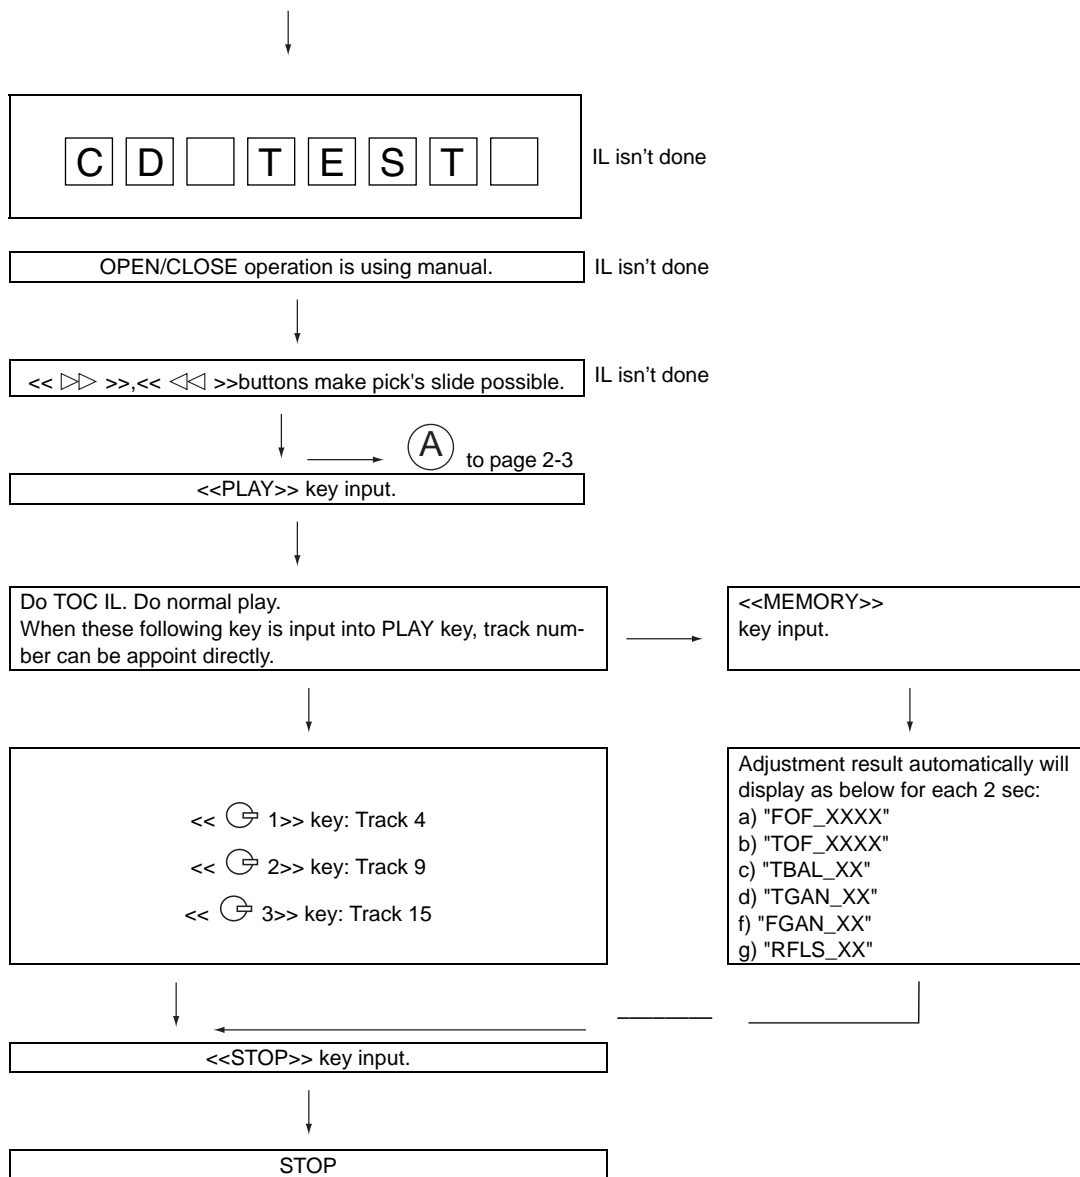 CD TEST
IL isn't done
OPEN/CLOSE operation is using manual.
IL isn't done
<< ▷▷ >>,<< ◁◁ >>buttons make pick's slide possible.
IL isn't done
A
to page 2-3
<<PLAY>> key input.
Do TOC IL. Do normal play.
When these following key is input into PLAY key, track num-
ber can be appoint directly.
<<MEMORY>>
key input.
<< 1>> key: Track 4
<< 2>> key: Track 9
<< 3>> key: Track 15
Adjustment result automatically will
display as below for each 2 sec:
a) "FOF_XXXX"
b) "TOF_XXXX"
c) "TBAL_XX"
d) "TGAN_XX"
f) "FGAN_XX"
g) "RFLS_XX"
<<STOP>> key input.
STOP